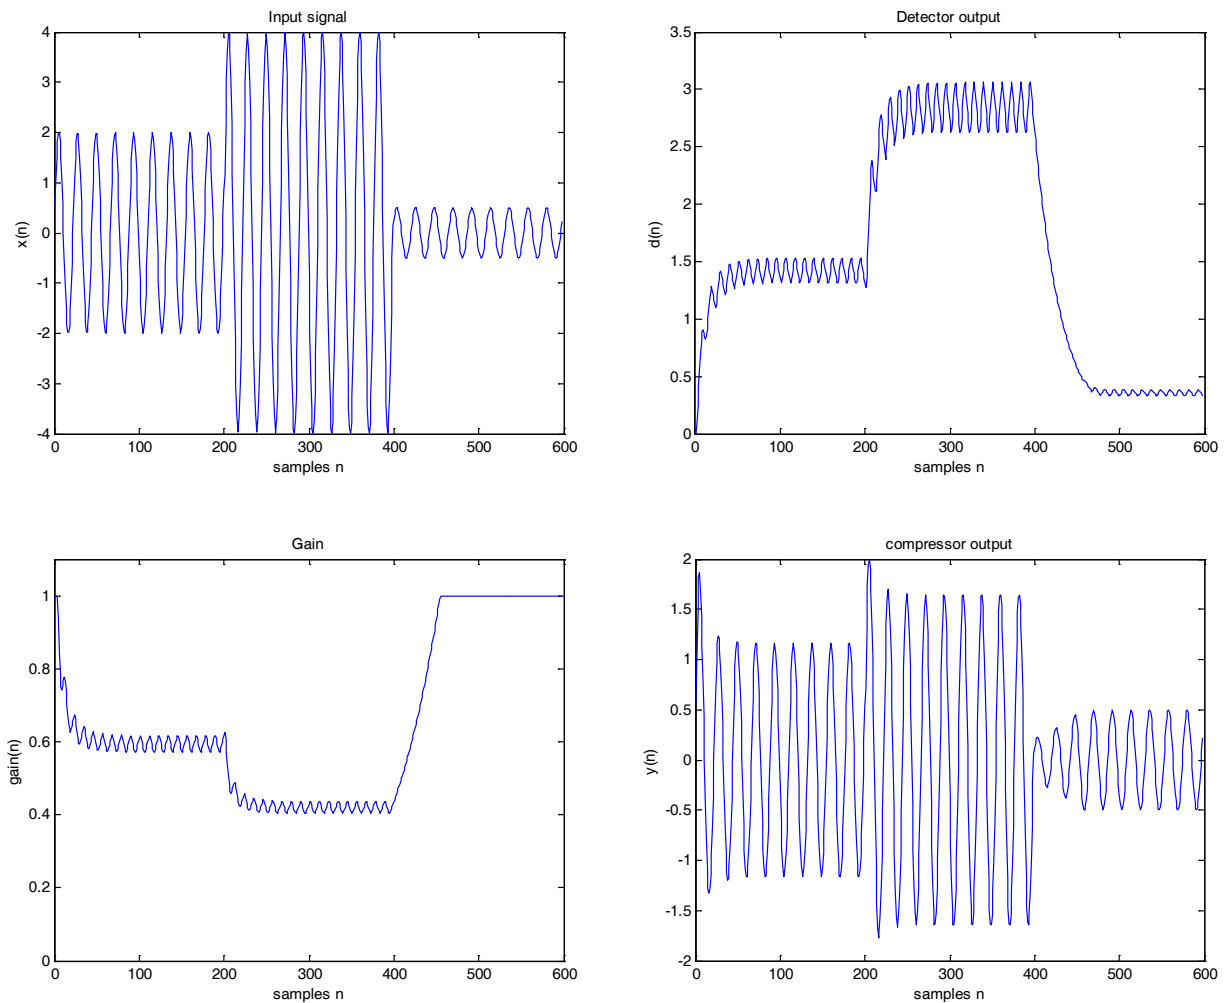 Input signal
4
3
2
1
0
-1
-2
-3
-4
x(n)
0 100 200 300 400 500 600
samples n
Detector output
3.5
3
2.5
2
1.5
1
0.5
0
d(n)
0 100 200 300 400 500 600
samples n
Gain
1
0.8
0.6
0.4
0.2
0
gain(n)
0 100 200 300 400 500 600
samples n
compressor output
2
1.5
1
0.5
0
-0.5
-1
-1.5
-2
y(n)
0 100 200 300 400 500 600
samples n